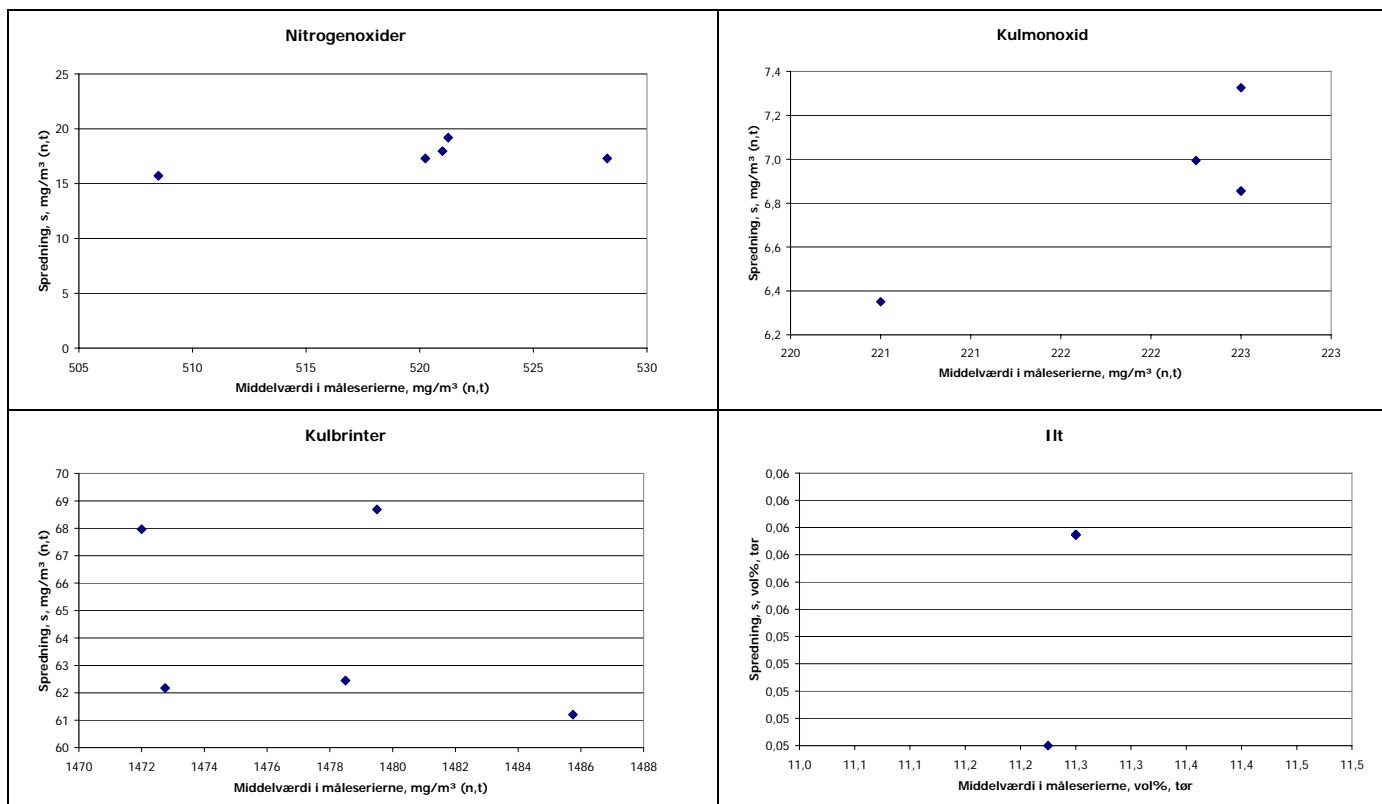 Nitrogenoxider
Spredning, s, mg/m³ (n,t)
25
20
15
10
5
0
505 510 515 520 525 530
Middelværdi i måleserierne, mg/m³ (n,t)
Kulmonoxid
Spredning, s, mg/m³ (n,t)
7,4
7,2
7,0
6,8
6,6
6,4
6,2
220 221 221 222 222 223 223
Middelværdi i måleserierne, mg/m³ (n,t)
Kulbrinter
Spredning, s, mg/m³ (n,t)
70
69
68
67
66
65
64
63
62
61
60
1470 1472 1474 1476 1478 1480 1482 1484 1486 1488
Middelværdi i måleserierne, mg/m³ (n,t)
Ilt
Spredning, s, vol%, tør
0,06
0,06
0,06
0,06
0,06
0,06
0,05
0,05
0,05
0,05
0,05
11,0 11,1 11,1 11,2 11,2 11,3 11,3 11,4 11,4 11,5 11,5
Middelværdi i måleserierne, vol%, tør